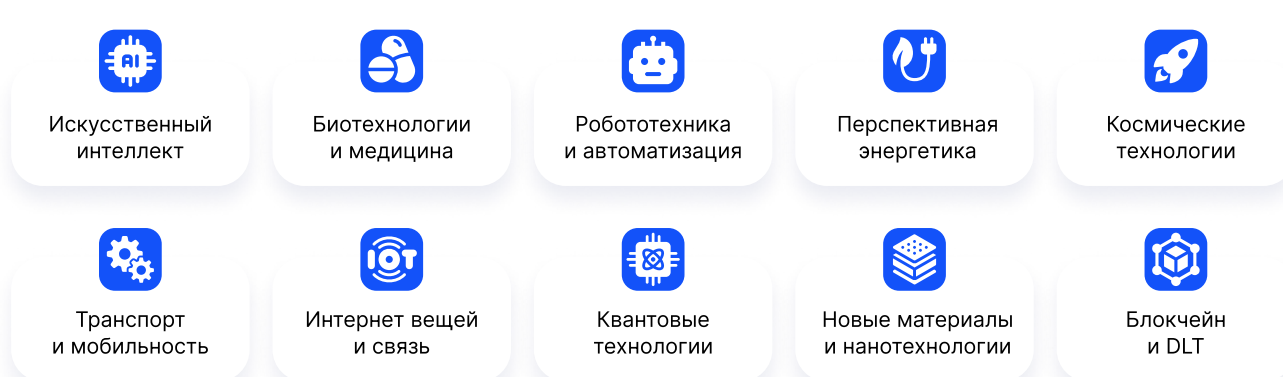 AI
Искусственный
интеллект
Биотехнологии
и медицина
Робототехника
и автоматизация
Перспективная
энергетика
Космические
технологии
Транспорт
и мобильность
IOT
Интернет вещей
и связь
Квантовые
технологии
Новые материалы
и нанотехнологии
Блокчейн
и DLT